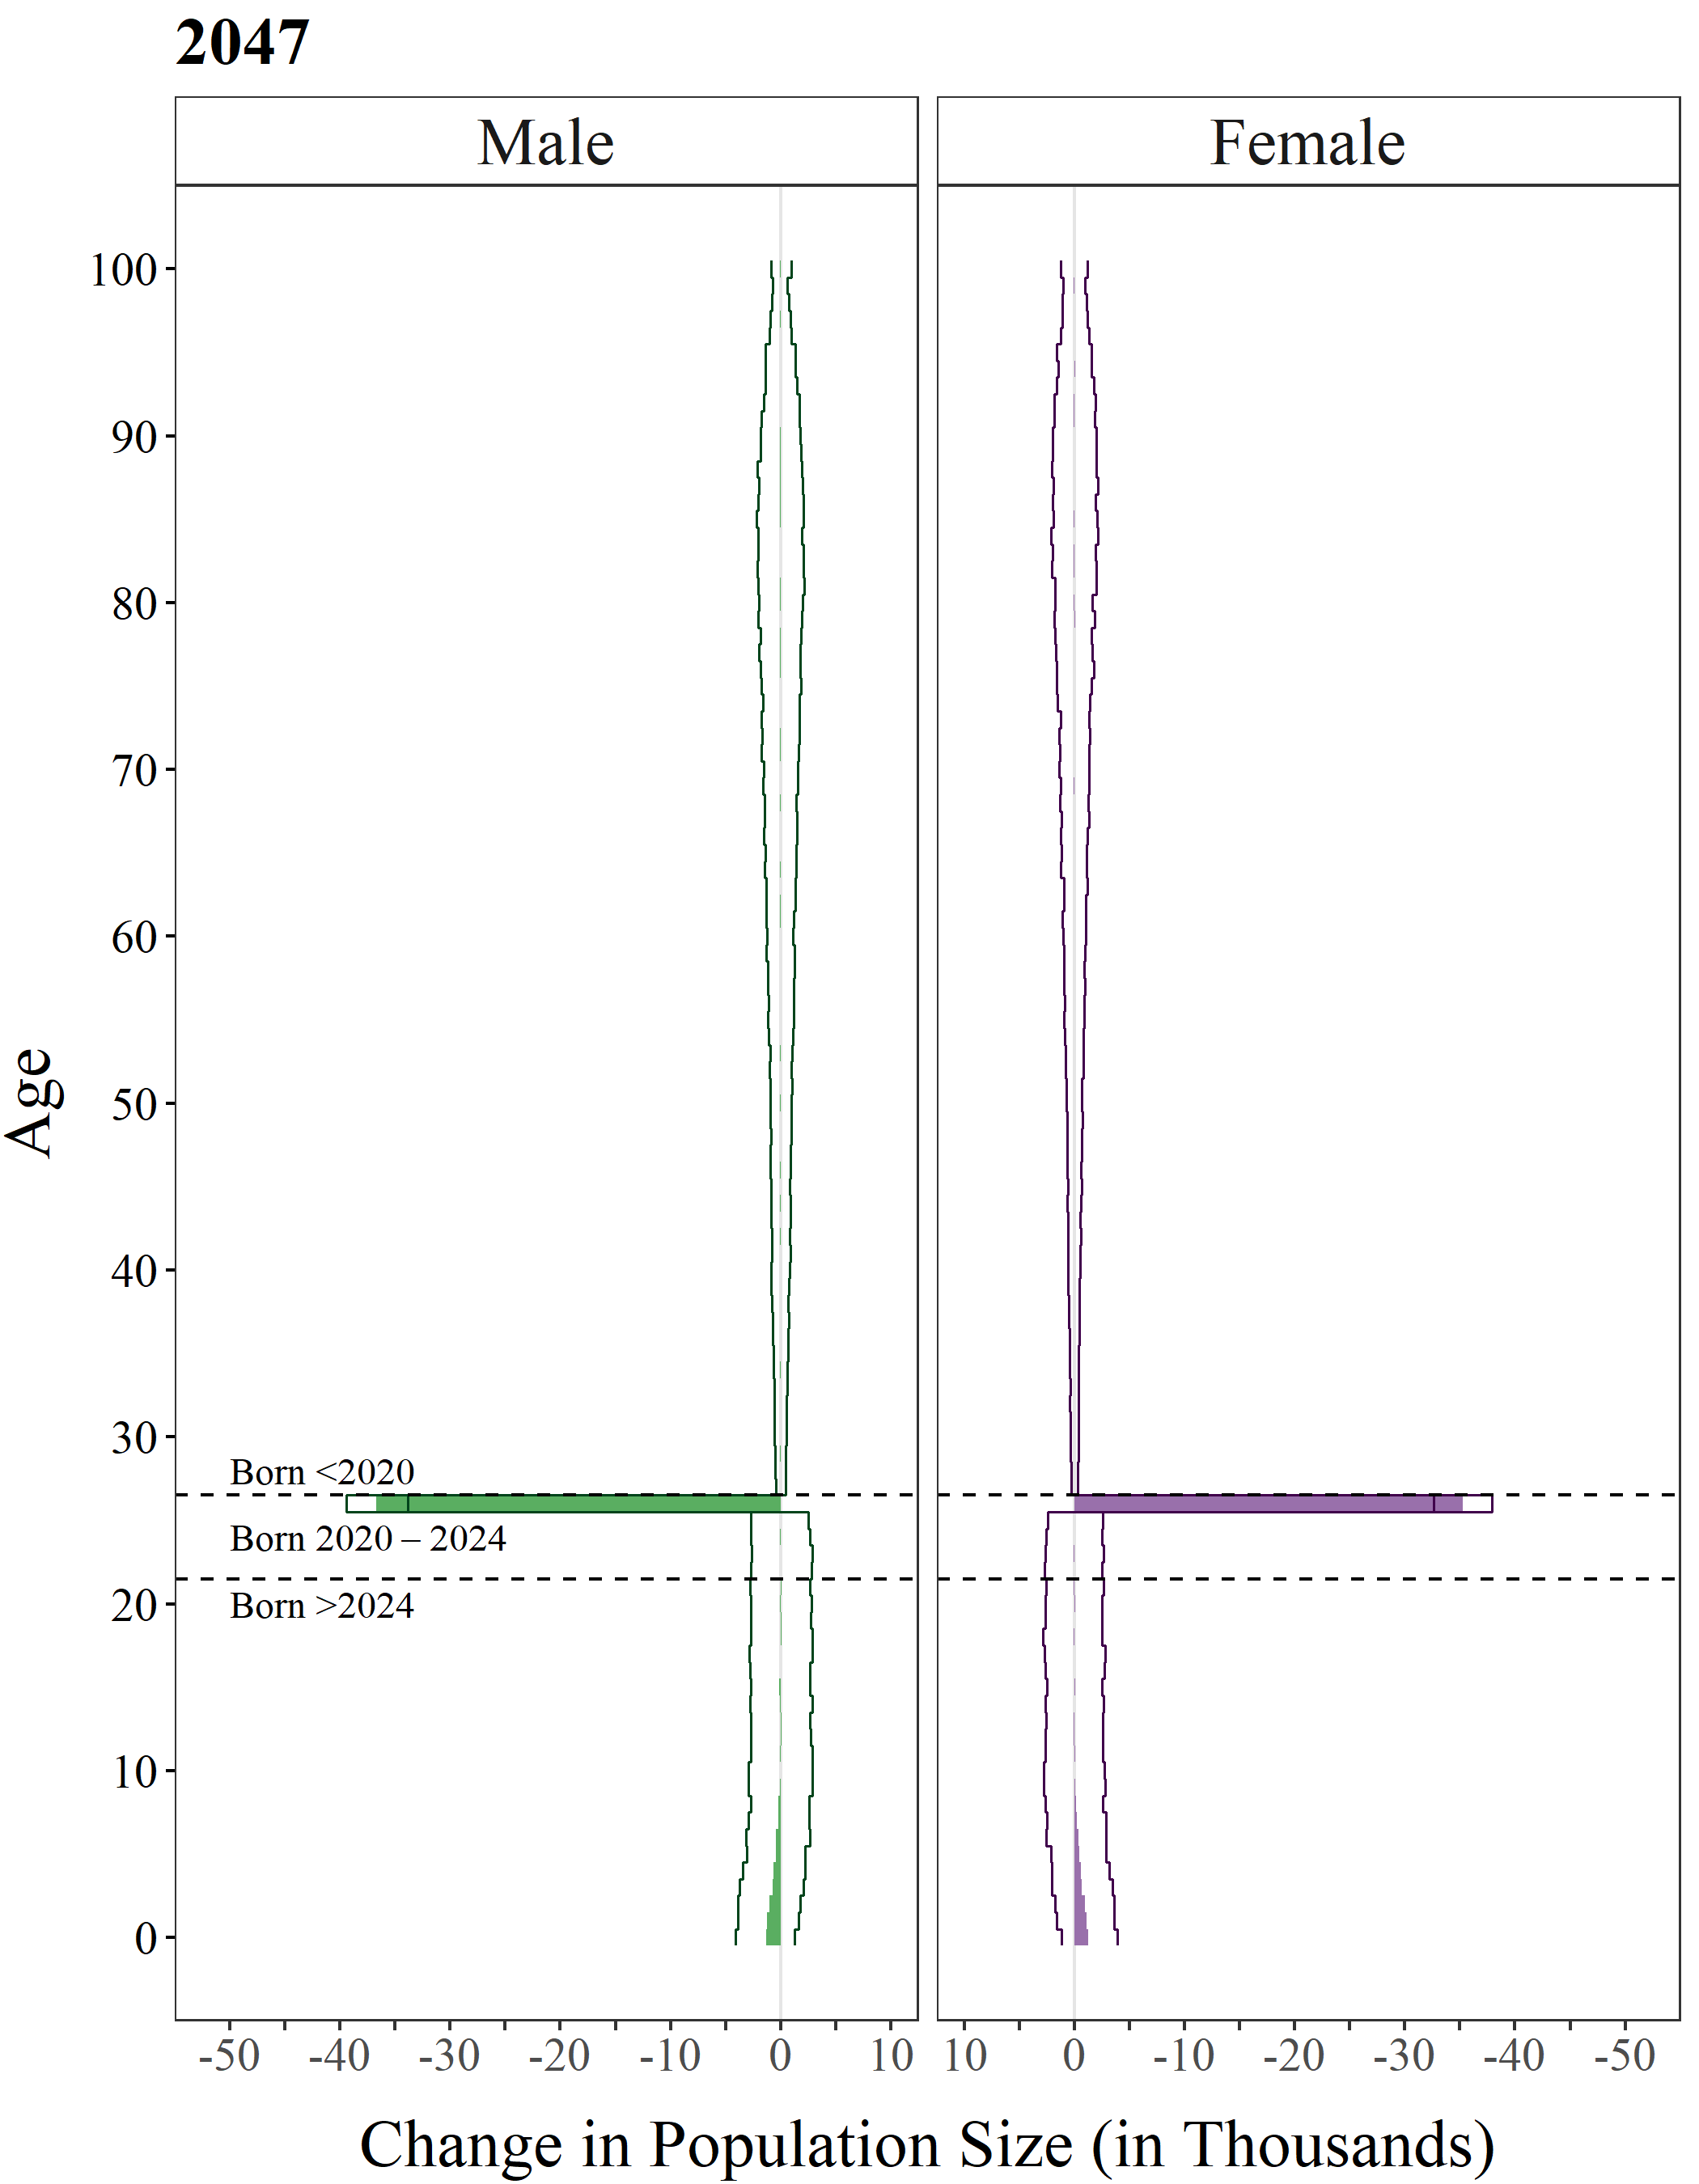 2047
Male Female
Age
100
90
80
70
60
50
40
30
Born <2020
Born 2020 – 2024
20
Born >2024
10
0
-50 -40 -30 -20 -10 0 10 10 0 -10 -20 -30 -40 -50
Change in Population Size (in Thousands)